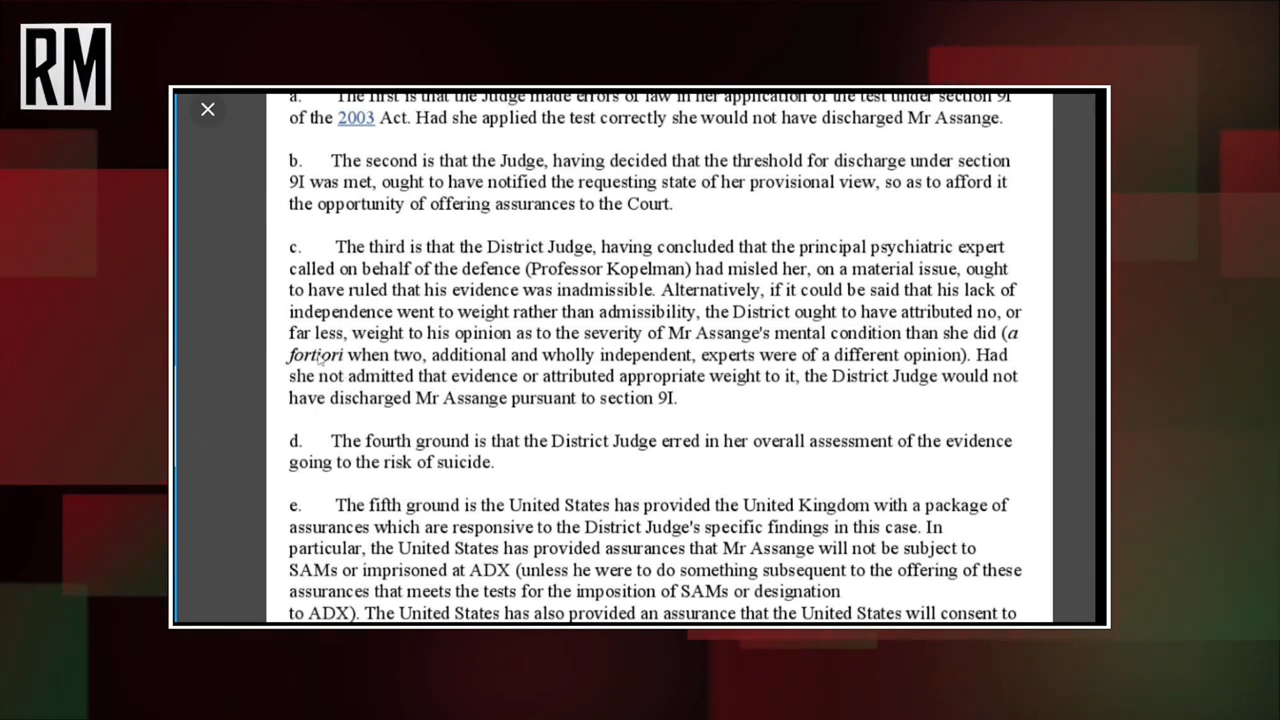 RM
a. The first is that the Judge made errors of law in her application of the test under section 91
of the 2003 Act. Had she applied the test correctly she would not have discharged Mr Assange.
b. The second is that the Judge, having decided that the threshold for discharge under section
91 was met, ought to have notified the requesting state of her provisional view, so as to afford it
the opportunity of offering assurances to the Court.
c. The third is that the District Judge, having concluded that the principal psychiatric expert
called on behalf of the defence (Professor Kopelman) had misled her, on a material issue, ought
to have ruled that his evidence was inadmissible. Alternatively, if it could be said that his lack of
independence went to weight rather than admissibility, the District ought to have attributed no, or
far less, weight to his opinion as to the severity of Mr Assange's mental condition than she did (a
fortiori when two, additional and wholly independent, experts were of a different opinion). Had
she not admitted that evidence or attributed appropriate weight to it, the District Judge would not
have discharged Mr Assange pursuant to section 91.
d. The fourth ground is that the District Judge erred in her overall assessment of the evidence
going to the risk of suicide.
e. The fifth ground is the United States has provided the United Kingdom with a package of
assurances which are responsive to the District Judge's specific findings in this case. In
particular, the United States has provided assurances that Mr Assange will not be subject to
SAMs or imprisoned at ADX (unless he were to do something subsequent to the offering of these
assurances that meets the tests for the imposition of SAMs or designation
to ADX). The United States has also provided an assurance that the United States will consent to